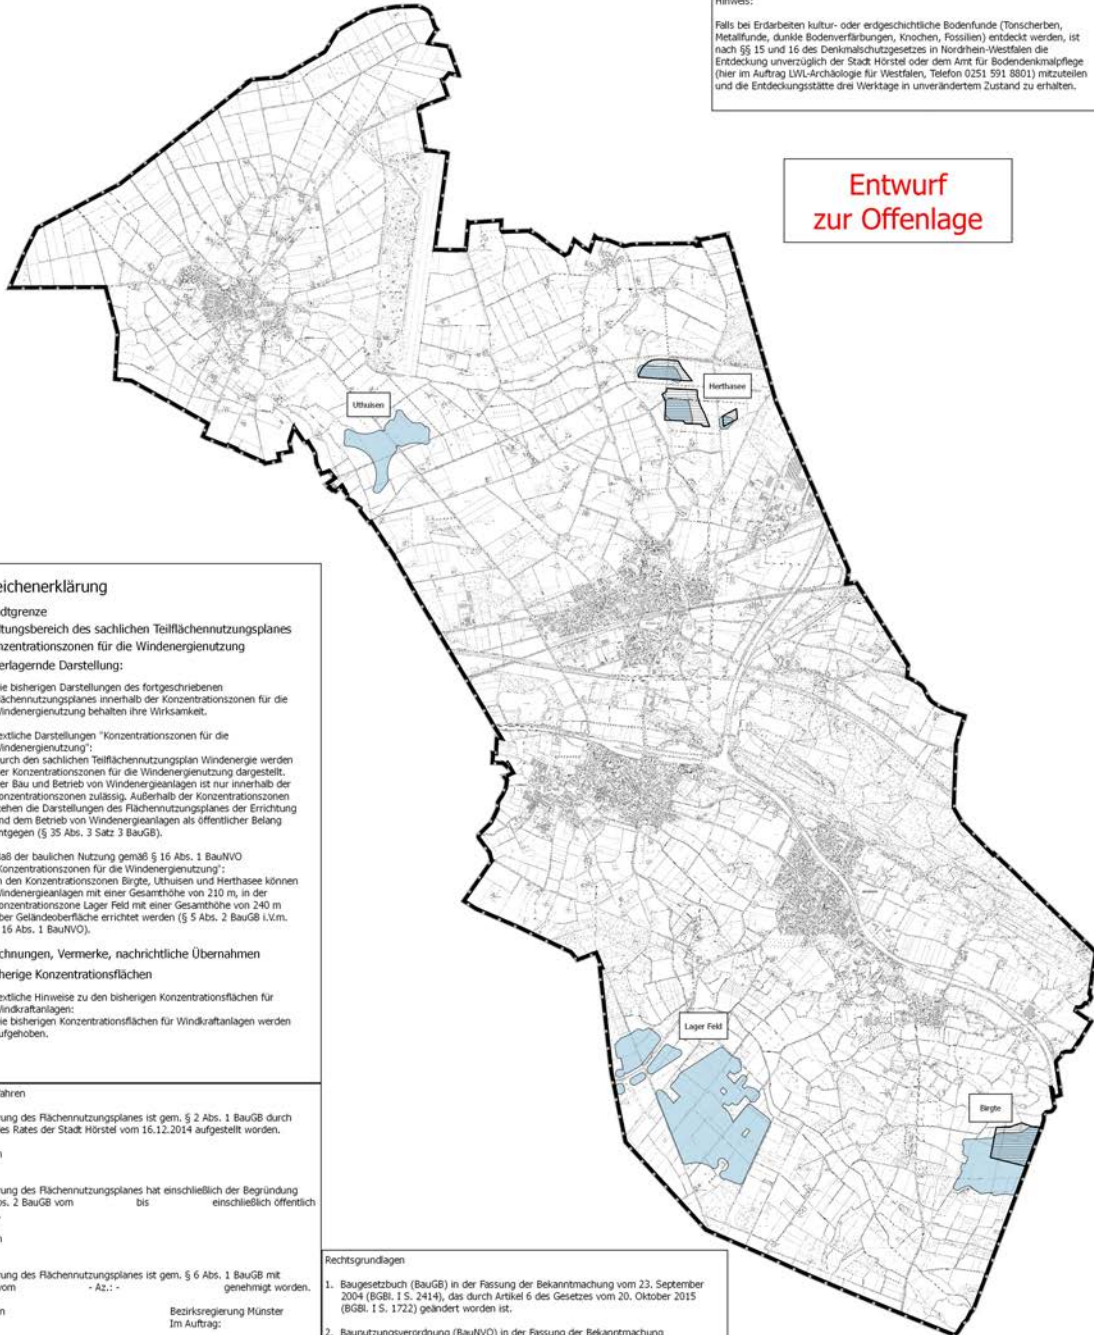 Hinweis:
Falls bei Erdarbeiten kultur- oder erdgeschichtliche Bodenfunde (Tonscherben,
Metallfunde, dunkle Bodenverfärbungen, Knochen, Fossilien) entdeckt werden, ist
nach §§ 15 und 16 des Denkmalschutzgesetzes in Nordrhein-Westfalen die
Entdeckung unverzüglich der Stadt Hörstel oder dem Amt für Bodendenkmalpflege
(hier im Auftrag LWL-Archäologie für Westfalen, Telefon 0251 591 8801) mitzuteilen
und die Entdeckungsstätte drei Werktage in unverändertem Zustand zu erhalten.
Entwurf
zur Offenlage
Herthasee
Uthuisen
Lager Feld
Birgte
eichenerklärung
dtgrenze
ltungsbereich des sachlichen Teilflächennutzungsplanes
nzentrationszonen für die Windenergienutzung
erlagernde Darstellung:
ie bisherigen Darstellungen des fortgeschriebenen
lächennutzungsplanes innerhalb der Konzentrationszonen für die
Windenergienutzung behalten ihre Wirksamkeit.
extliche Darstellungen "Konzentrationszonen für die
Windenergienutzung":
urch den sachlichen Teilflächennutzungsplan Windenergie werden
er Konzentrationszonen für die Windenergienutzung dargestellt.
er Bau und Betrieb von Windenergieanlagen ist nur innerhalb der
onzentrationszonen zulässig. Außerhalb der Konzentrationszonen
tehen die Darstellungen des Flächennutzungsplanes der Errichtung
nd dem Betrieb von Windenergieanlagen als öffentlicher Belang
ntgegen (§ 35 Abs. 3 Satz 3 BauGB).
aß der baulichen Nutzung gemäß § 16 Abs. 1 BauNVO
Konzentrationszonen für die Windenergienutzung":
n den Konzentrationszonen Birgte, Uthuisen und Herthasee können
Windenergieanlagen mit einer Gesamthöhe von 210 m, in der
onzentrationszone Lager Feld mit einer Gesamthöhe von 240 m
ber Geländeoberfläche errichtet werden (§ 5 Abs. 2 BauGB i.V.m.
16 Abs. 1 BauNVO).
chnungen, Vermerke, nachrichtliche Übernahmen
herige Konzentrationsflächen
extliche Hinweise zu den bisherigen Konzentrationsflächen für
Windkraftanlagen:
ie bisherigen Konzentrationsflächen für Windkraftanlagen werden
ufgehoben.
fahren
rung des Flächennutzungsplanes ist gem. § 2 Abs. 1 BauGB durch
es Rates der Stadt Hörstel vom 16.12.2014 aufgestellt worden.
n
rung des Flächennutzungsplanes hat einschließlich der Begründung
bs. 2 BauGB vom bis einschließlich öffentlich
n
rung des Flächennutzungsplanes ist gem. § 6 Abs. 1 BauGB mit
vom - Az.: - genehmigt worden.
en Bezirksregierung Münster
Im Auftrag:
Rechtsgrundlagen
1. Baugesetzbuch (BauGB) in der Fassung der Bekanntmachung vom 23. September
2004 (BGBl. I S. 2414), das durch Artikel 6 des Gesetzes vom 20. Oktober 2015
(BGBl. I S. 1722) geändert worden ist.
2. Baunutzungsverordnung (BauNVO) in der Fassung der Bekanntmachung